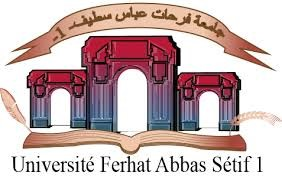 جامعة فرحات عباس سطيف 1
Université Ferhat Abbas Sétif 1